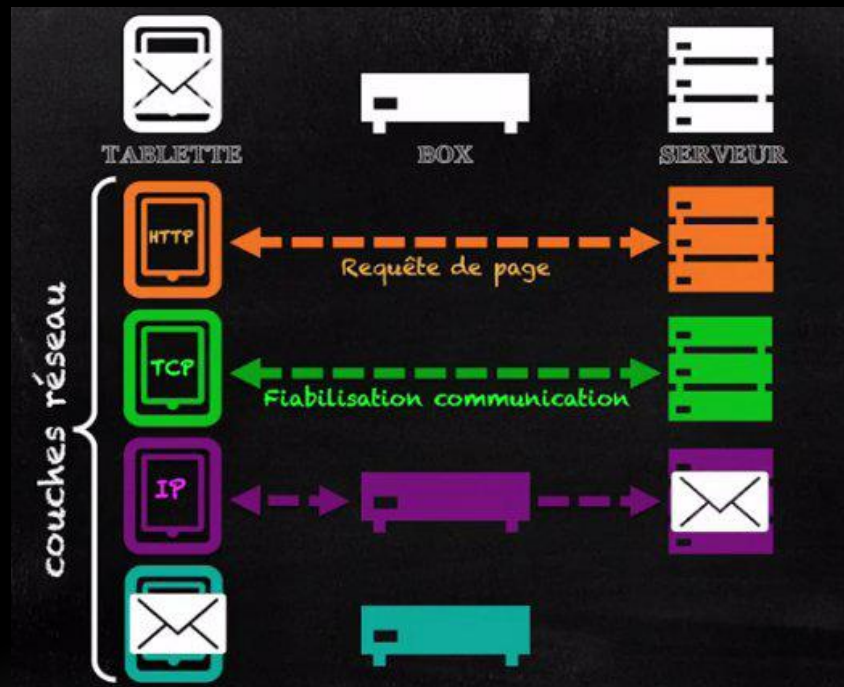 TABLETTE
BOX
SERVEUR
couches réseau
HTTP
Requête de page
TCP
Fiabilisation communication
IP